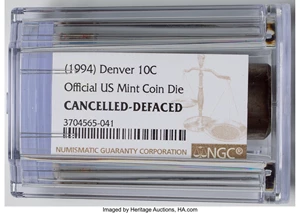 (1994) Denver 10C
Official US Mint Coin Die
CANCELLED-DEFACED
3704565-041
NUMISMATIC GUARANTY CORPORATION
NGC®
Imaged by Heritage Auctions, HA.com